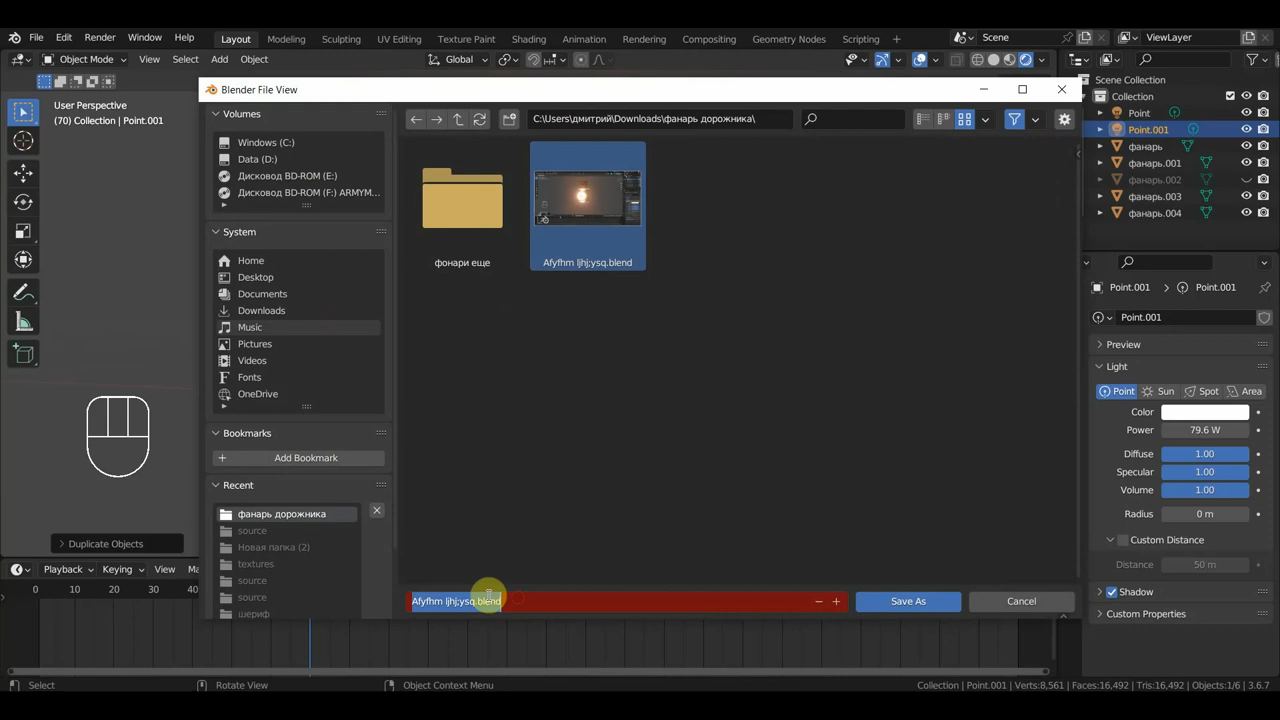 File Edit Render Window Help Layout Modeling Sculpting UV Editing Shading Animation Rendering Compositing Geometry Nodes Scripting + Scene ViewLayer
Object Mode View Select Add Object Global
User Perspective
(70) Collection | Point.001
Blender File View
Volumes
Windows (C:)
Data (D:)
Дисковод BD-ROM (E:)
Дисковод BD-ROM (F:) ARMYM...
System
Home
Desktop
Documents
Downloads
Music
Pictures
Videos
Fonts
OneDrive
Bookmarks
+ Add Bookmark
Recent
фанарь дорожника
source
Новая папка (2)
textures
source
source
шериф
C:\Users\дмитрий\Downloads\фанарь дорожника\
фонари еще
Afyfhm ljhj;ysq.blend
Afyfhm ljhj;ysq.blend
Save As
Cancel
Scene Collection
Collection
Point
Point.001
фанарь
фанарь.001
фанарь.002
фанарь.003
фанарь.004
Point.001 > Point.001
Point.001
Preview
Light
Point Sun Spot Area
Color
Power 79.6 W
Diffuse 1.00
Specular 1.00
Volume 1.00
Radius 0 m
Custom Distance
Distance 50 m
Shadow
Custom Properties
> Duplicate Objects
Playback Keying View
0 10 20 30 40
Select Rotate View Object Context Menu
Collection | Point.001 | Verts:8,561 | Faces:16,492 | Tris:16,492 | Objects:1/6 | 3.6.7